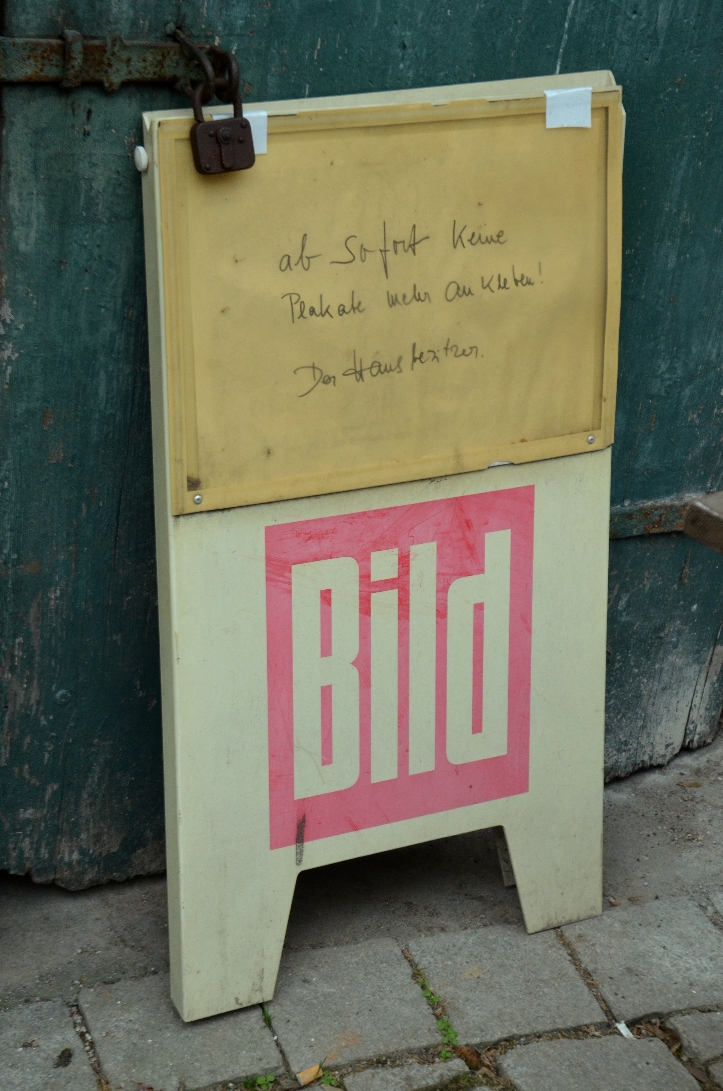 ab Sofort Keine
Plakate mehr ankleben!
Der Hausbesitzer.
Bild